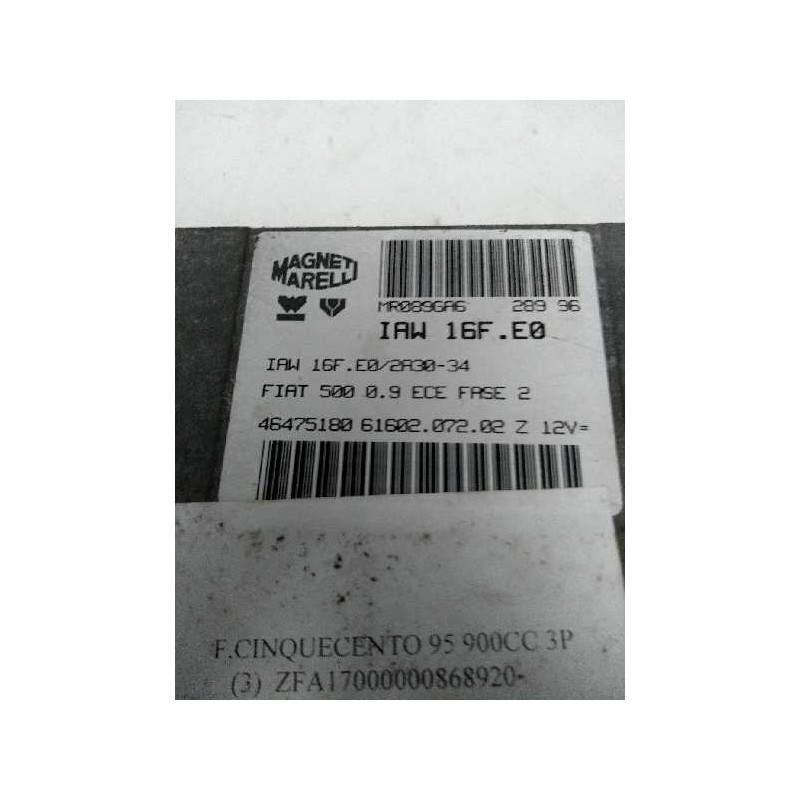 MAGNETI
MARELLI
MR0896A6 289 96
IAW 16F.E0
IAW 16F.E0/2A30-34
FIAT 500 0.9 ECE FASE 2
46475180 61602.072.02 Z 12V=
F.CINQUECENTO 95 900CC 3P
(3) ZFA17000000868920-